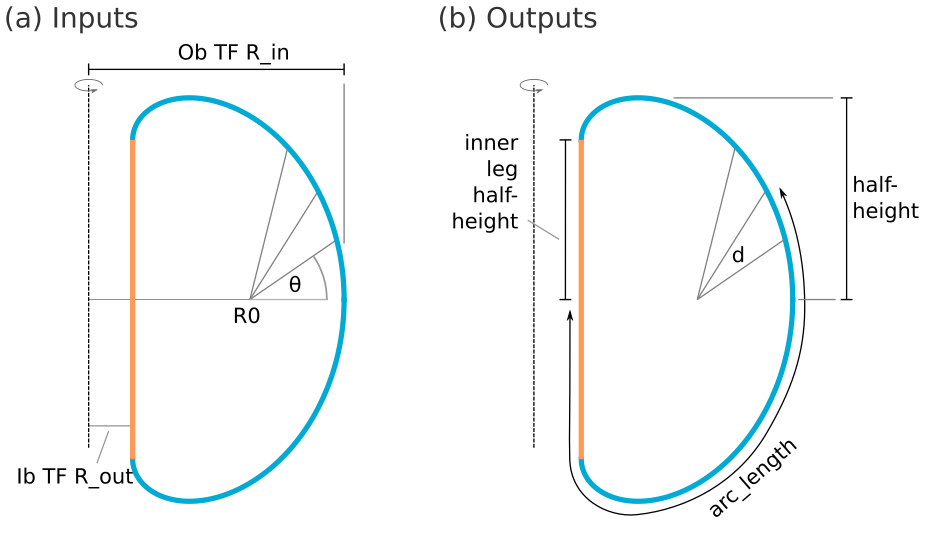 (a) Inputs
Ob TF R_in
θ
R0
Ib TF R_out
(b) Outputs
inner
leg
half-
height
half-
height
d
arc_length